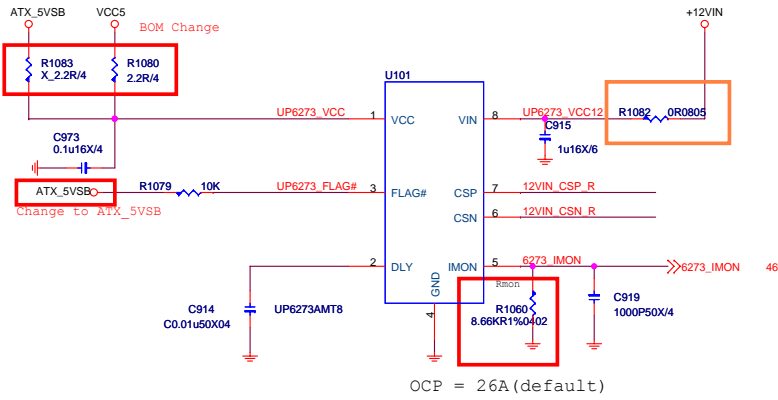 ATX_5VSB VCC5 +12VIN
BOM Change
R1083 R1080 U101
X_2.2R/4 2.2R/4
UP6273_VCC 1 VCC VIN 8 UP6273_VCC12 R1082 0R0805
C973 C915
0.1u16X/4 1u16X/6
ATX_5VSB R1079 10K UP6273_FLAG# 3 FLAG# CSP 7 12VIN_CSP_R
Change to ATX_5VSB
CSN 6 12VIN_CSN_R
2 DLY IMON 5 6273_IMON 6273_IMON 46
GND Rmon
C914 UP6273AMT8 4 R1060 C919
C0.01u50X04 8.66KR1%0402 1000P50X/4
OCP = 26A(default)